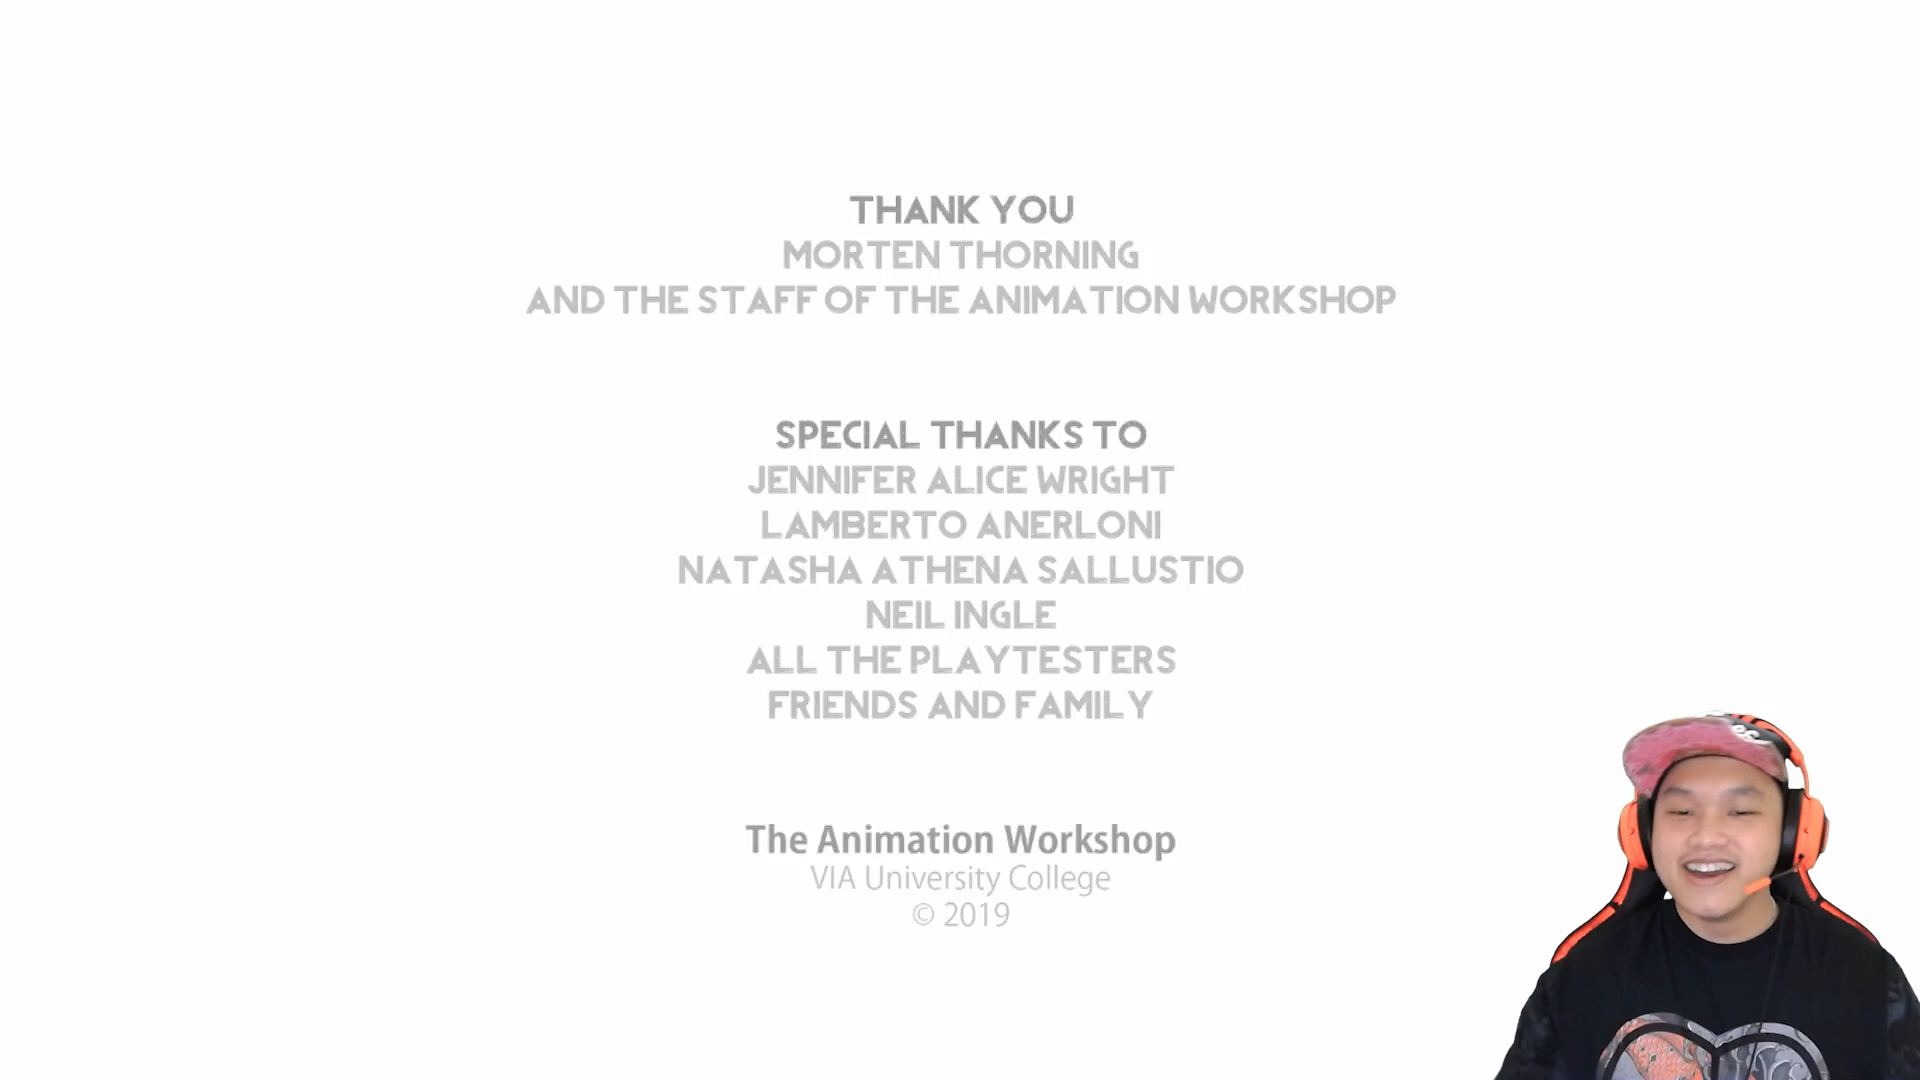 THANK YOU
MORTEN THORNING
AND THE STAFF OF THE ANIMATION WORKSHOP
SPECIAL THANKS TO
JENNIFER ALICE WRIGHT
LAMBERTO ANERLONI
NATASHA ATHENA SALLUSTIO
NEIL INGLE
ALL THE PLAYTESTERS
FRIENDS AND FAMILY
The Animation Workshop
VIA University College
© 2019